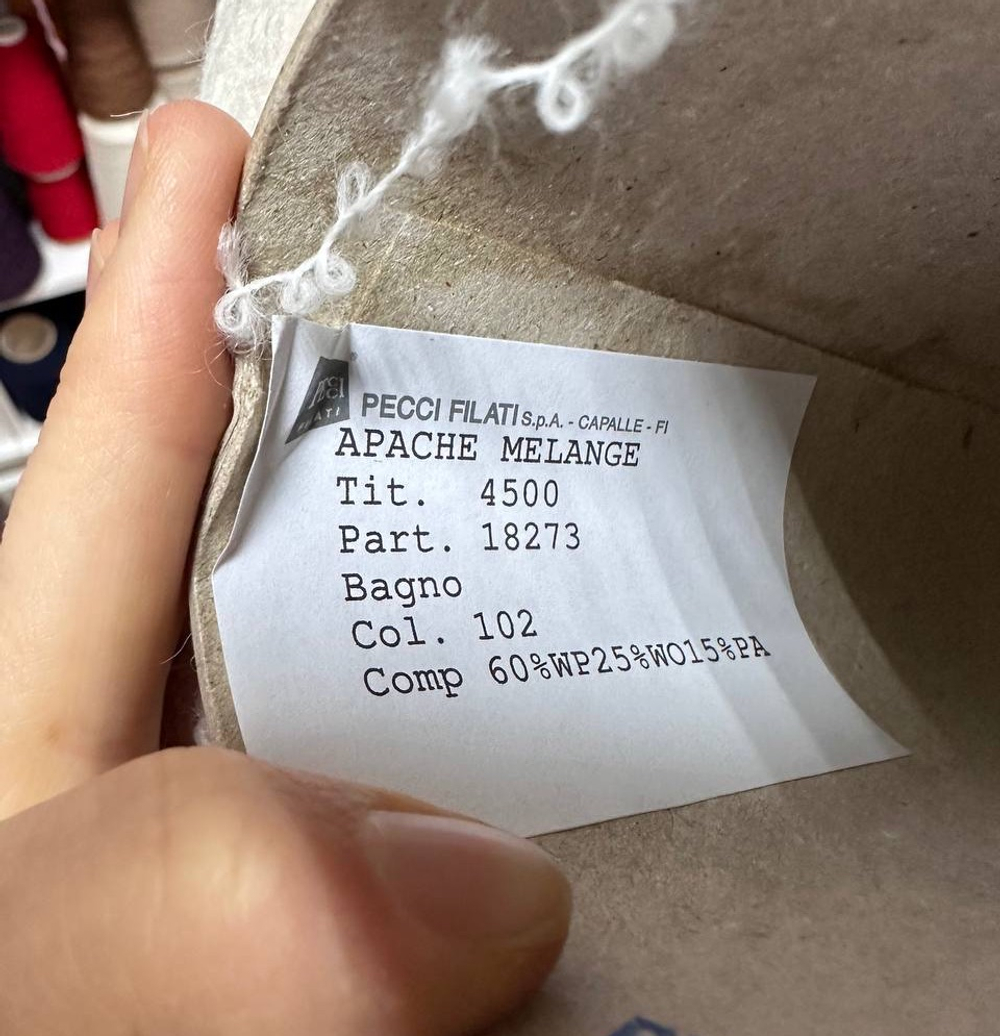 PECCI FILATI S.p.A. - CAPALLE - FI
APACHE MELANGE
Tit. 4500
Part. 18273
Bagno
Col. 102
Comp 60%WP25%WO15%PA